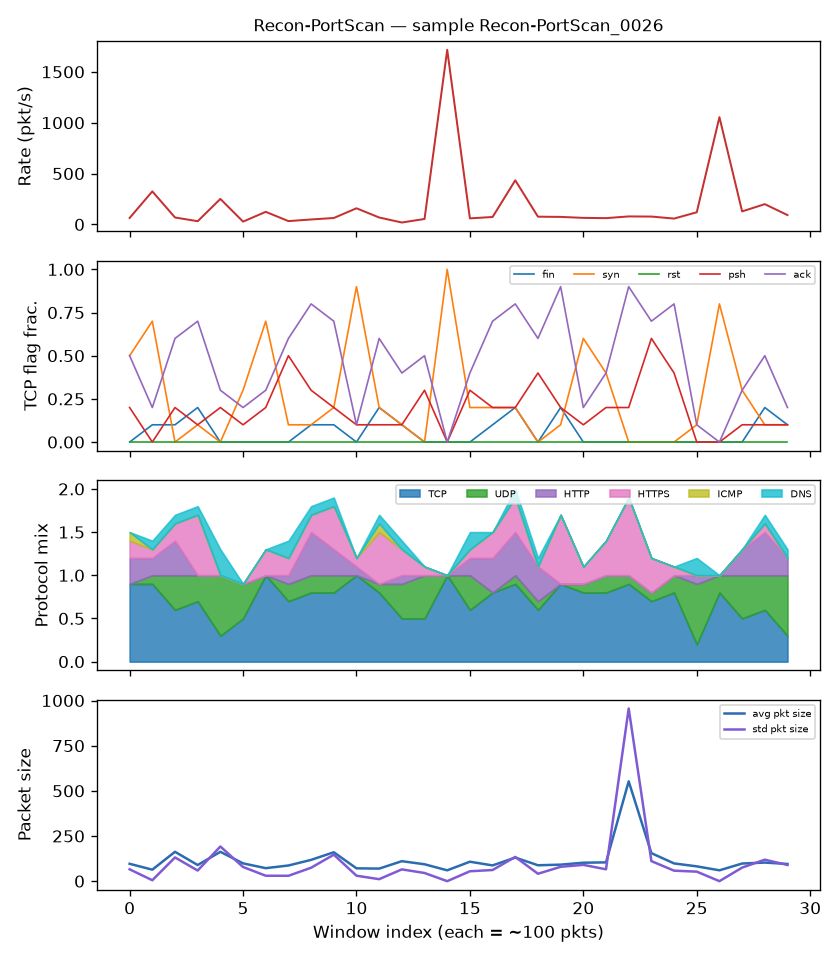 Recon-PortScan — sample Recon-PortScan_0026
Rate (pkt/s)
1500
1000
500
0
TCP flag frac.
1.00
0.75
0.50
0.25
0.00
fin syn rst psh ack
Protocol mix
2.0
1.5
1.0
0.5
0.0
TCP UDP HTTP HTTPS ICMP DNS
Packet size
1000
750
500
250
0
avg pkt size
std pkt size
0 5 10 15 20 25 30
Window index (each = ~100 pkts)